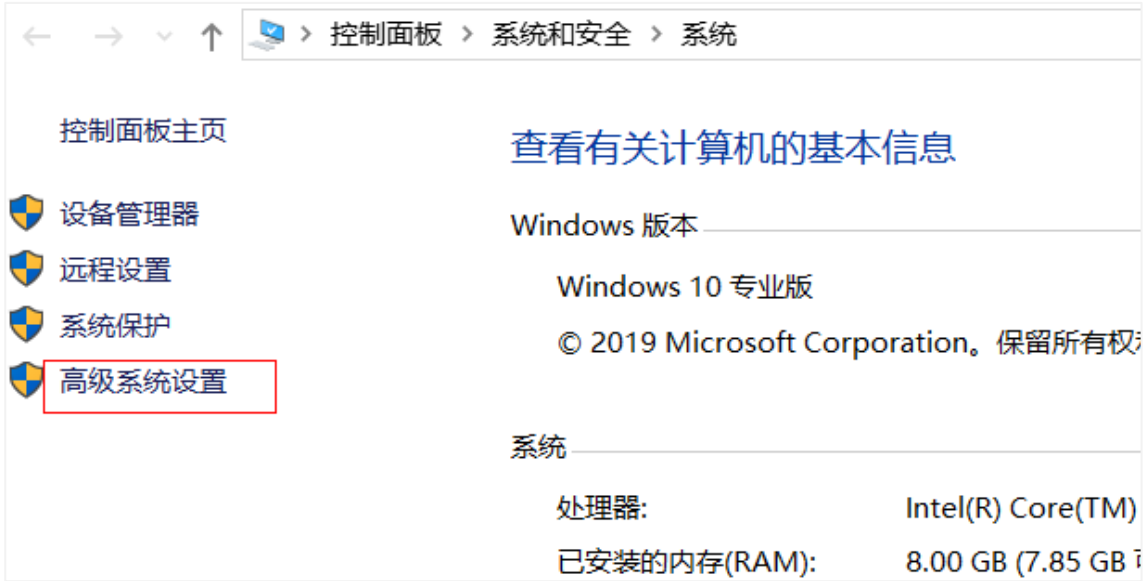 控制面板 > 系统和安全 > 系统
控制面板主页
设备管理器
远程设置
系统保护
高级系统设置
查看有关计算机的基本信息
Windows 版本
Windows 10 专业版
© 2019 Microsoft Corporation。保留所有权
系统
处理器: Intel(R) Core(TM)
已安装的内存(RAM): 8.00 GB (7.85 GB